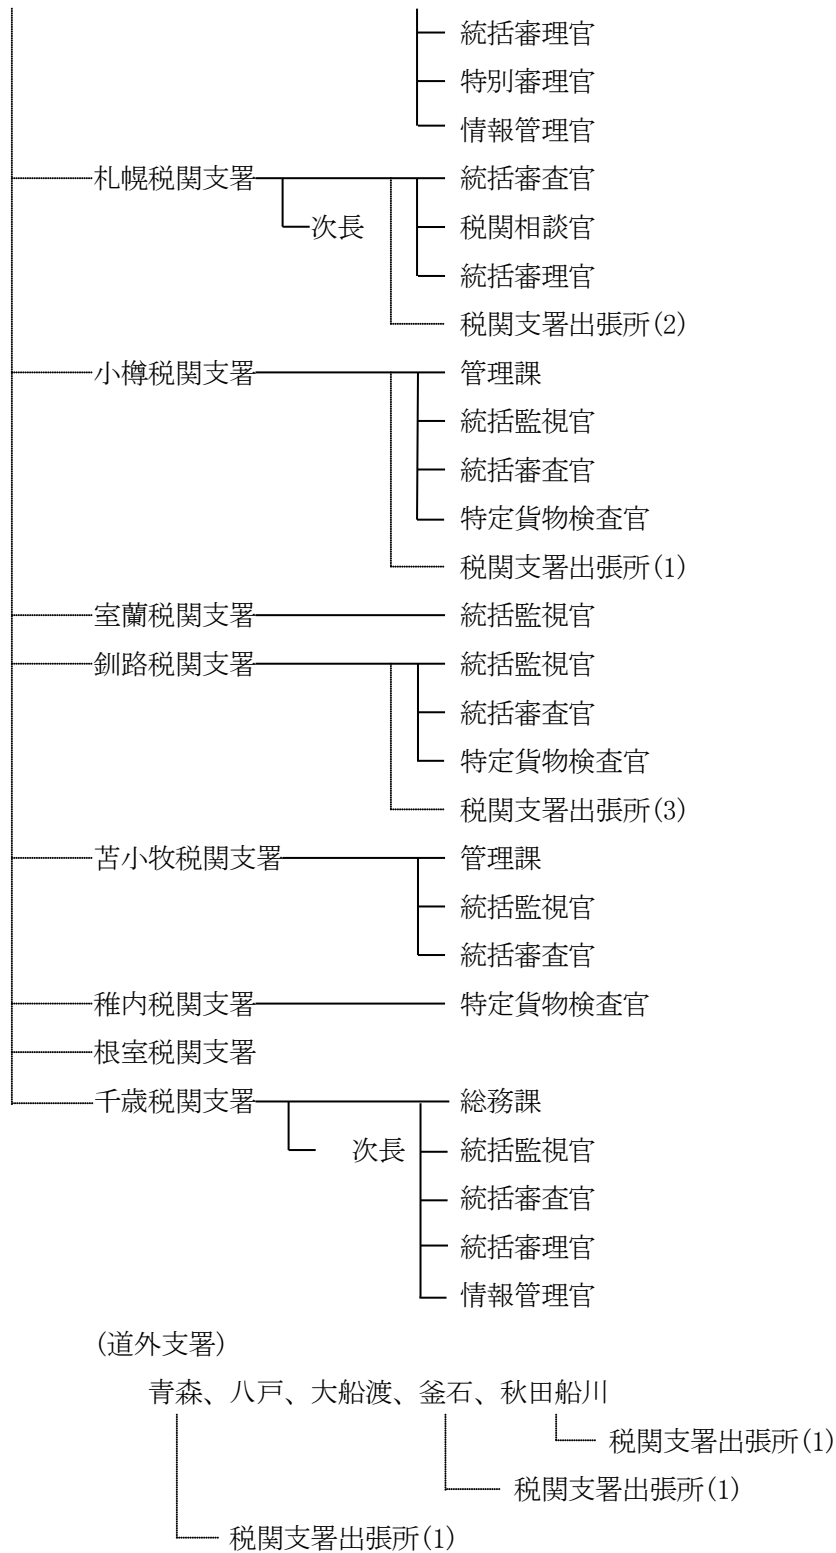 統括審理官
特別審理官
情報管理官
札幌税関支署 統括審査官
次長 税関相談官
統括審理官
税関支署出張所(2)
小樽税関支署 管理課
統括監視官
統括審査官
特定貨物検査官
税関支署出張所(1)
室蘭税関支署 統括監視官
釧路税関支署 統括監視官
統括審査官
特定貨物検査官
税関支署出張所(3)
苫小牧税関支署 管理課
統括監視官
統括審査官
稚内税関支署 特定貨物検査官
根室税関支署
千歳税関支署 総務課
次長 統括監視官
統括審査官
統括審理官
情報管理官
(道外支署)
青森、八戸、大船渡、釜石、秋田船川
税関支署出張所(1)
税関支署出張所(1)
税関支署出張所(1)